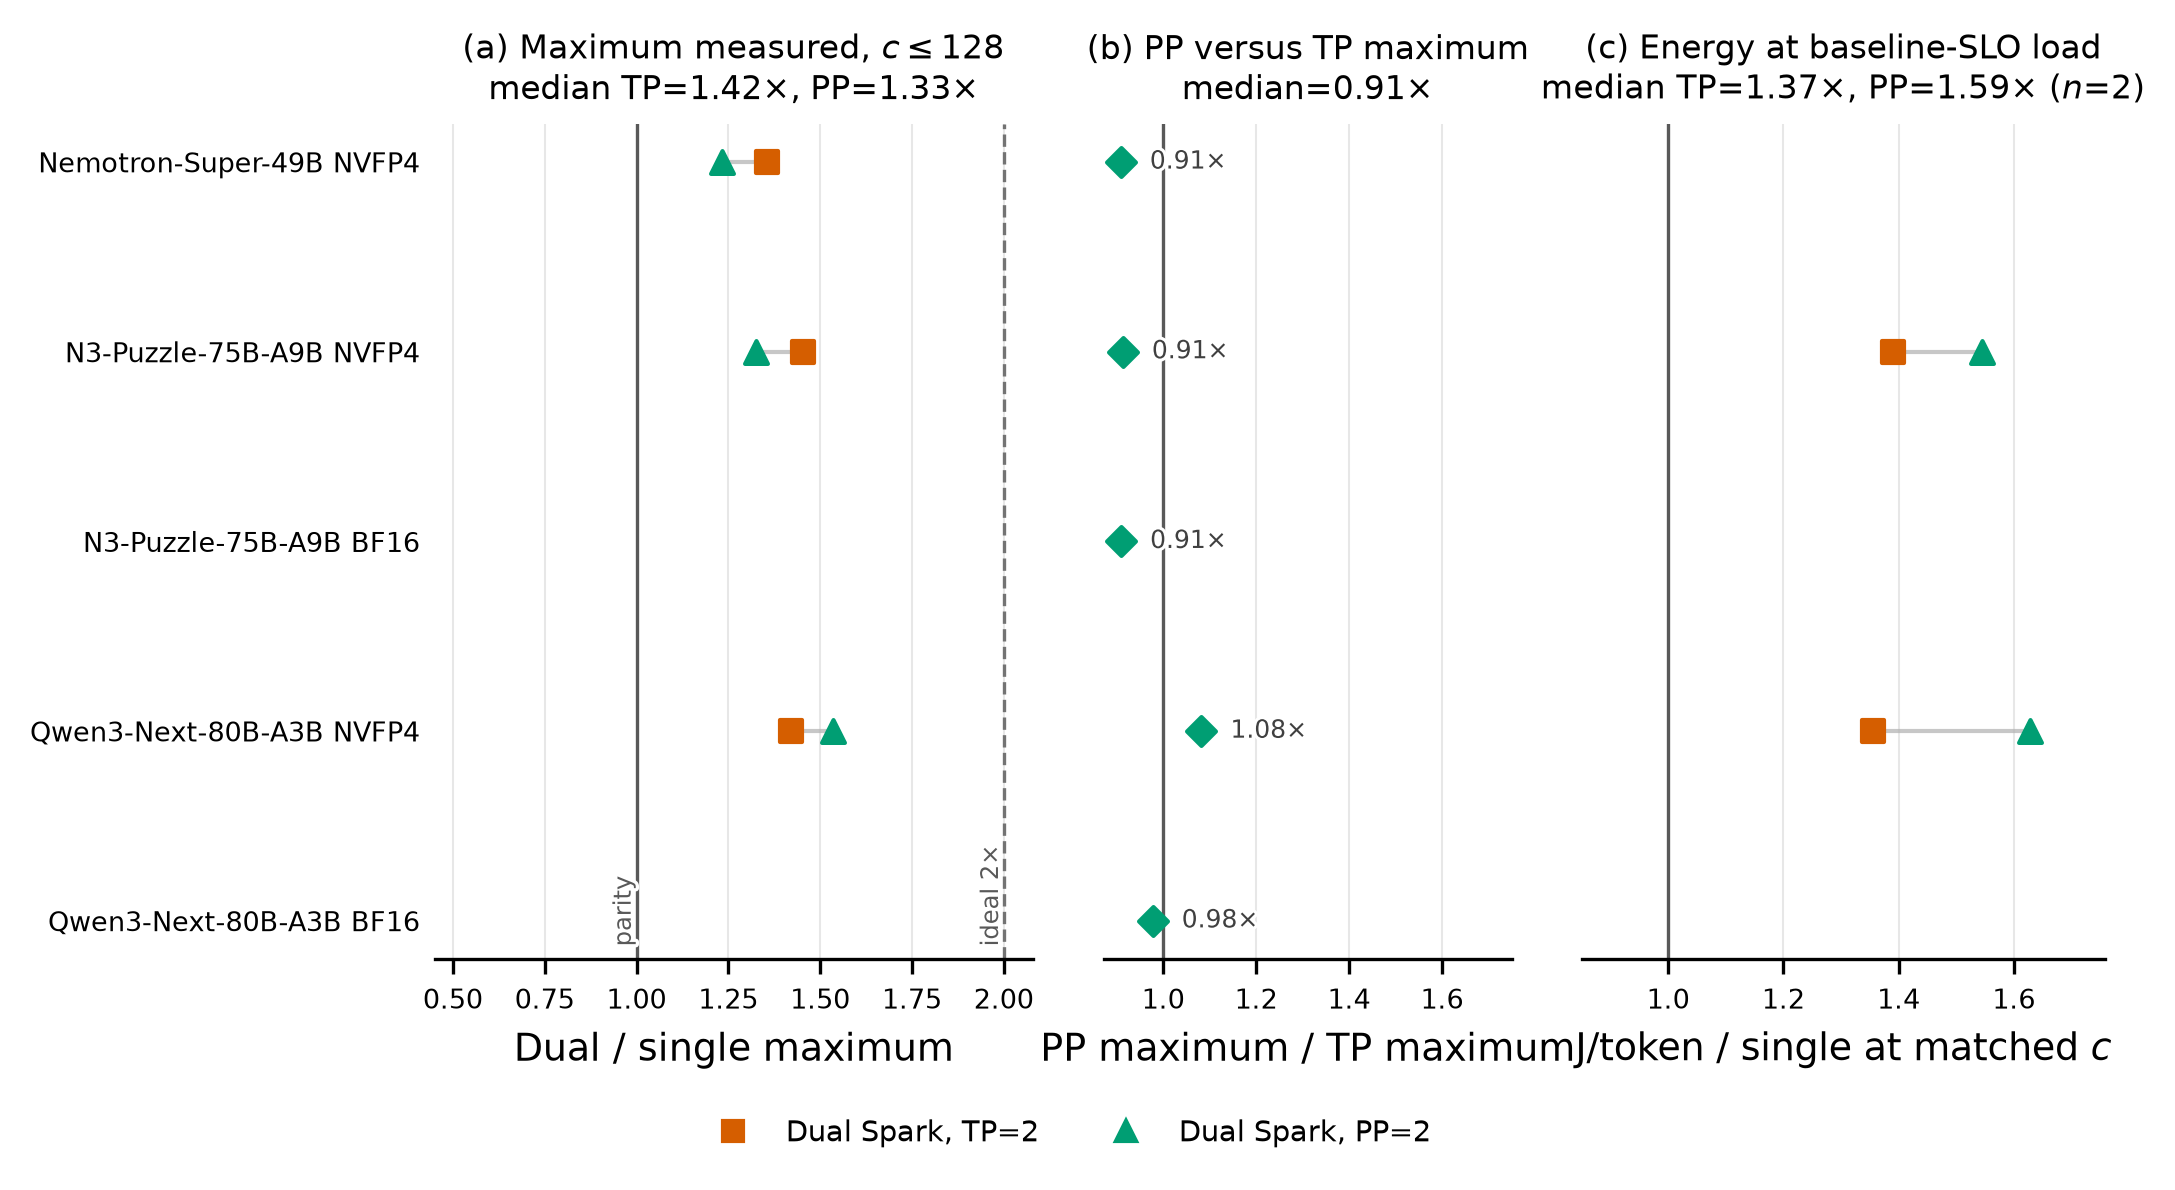 (a) Maximum measured, c ≤ 128
median TP=1.42×, PP=1.33×
(b) PP versus TP maximum
median=0.91×
(c) Energy at baseline-SLO load
median TP=1.37×, PP=1.59× (n=2)
Nemotron-Super-49B NVFP4
0.91×
N3-Puzzle-75B-A9B NVFP4
0.91×
N3-Puzzle-75B-A9B BF16
0.91×
Qwen3-Next-80B-A3B NVFP4
1.08×
Qwen3-Next-80B-A3B BF16
parity
ideal 2×
0.98×
0.50 0.75 1.00 1.25 1.50 1.75 2.00
1.0 1.2 1.4 1.6
1.0 1.2 1.4 1.6
Dual / single maximum
PP maximum / TP maximum
J/token / single at matched c
Dual Spark, TP=2
Dual Spark, PP=2